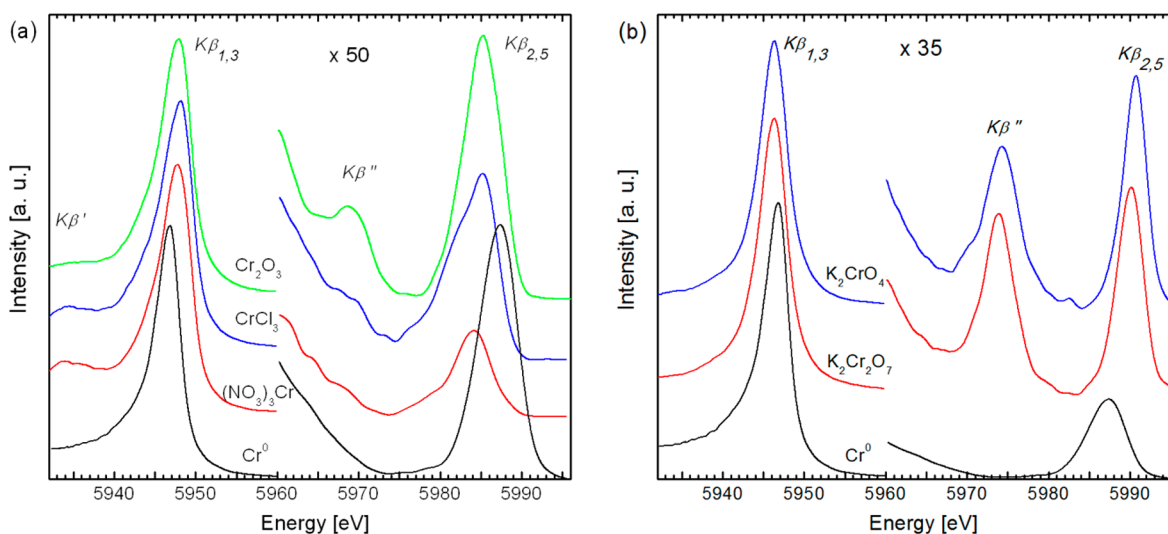 (a)
Kβ1,3
x 50
Kβ2,5
Kβ"
Kβ'
Cr2O3
CrCl3
(NO3)3Cr
Cr0
Intensity [a. u.]
5940 5950 5960 5970 5980 5990
Energy [eV]
(b)
Kβ1,3
x 35
Kβ2,5
Kβ"
K2CrO4
K2Cr2O7
Cr0
Intensity [a. u.]
5940 5950 5960 5970 5980 5990
Energy [eV]